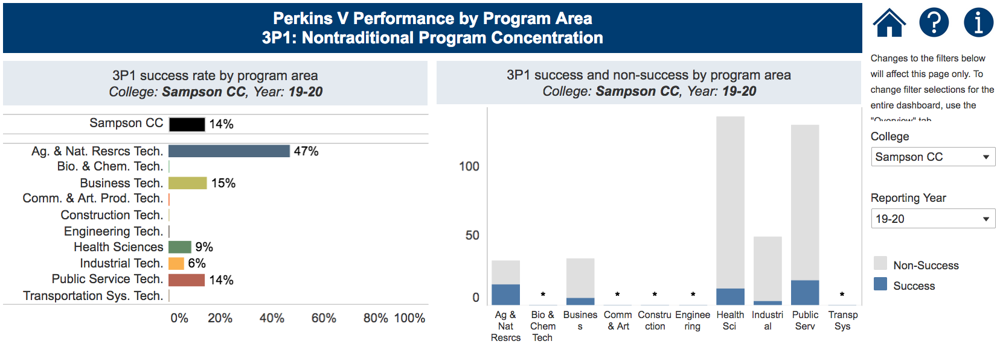 Perkins V Performance by Program Area
3P1: Nontraditional Program Concentration
3P1 success rate by program area
College: Sampson CC, Year: 19-20
Sampson CC 14%
Ag. & Nat. Resrcs Tech. 47%
Bio. & Chem. Tech.
Business Tech. 15%
Comm. & Art. Prod. Tech.
Construction Tech.
Engineering Tech.
Health Sciences 9%
Industrial Tech. 6%
Public Service Tech. 14%
Transportation Sys. Tech.
0% 20% 40% 60% 80% 100%
3P1 success and non-success by program area
College: Sampson CC, Year: 19-20
100
50
0
* * * * *
Ag & Bio & Busines Comm Constru Enginee Health Industri Public Transp
Nat Chem s & Art ction ring Sci al Serv Sys
Resrcs Tech
? i
Changes to the filters below
will affect this page only. To
change filter selections for the
entire dashboard, use the
"Overview" tab
College
Sampson CC
Reporting Year
19-20
Non-Success
Success